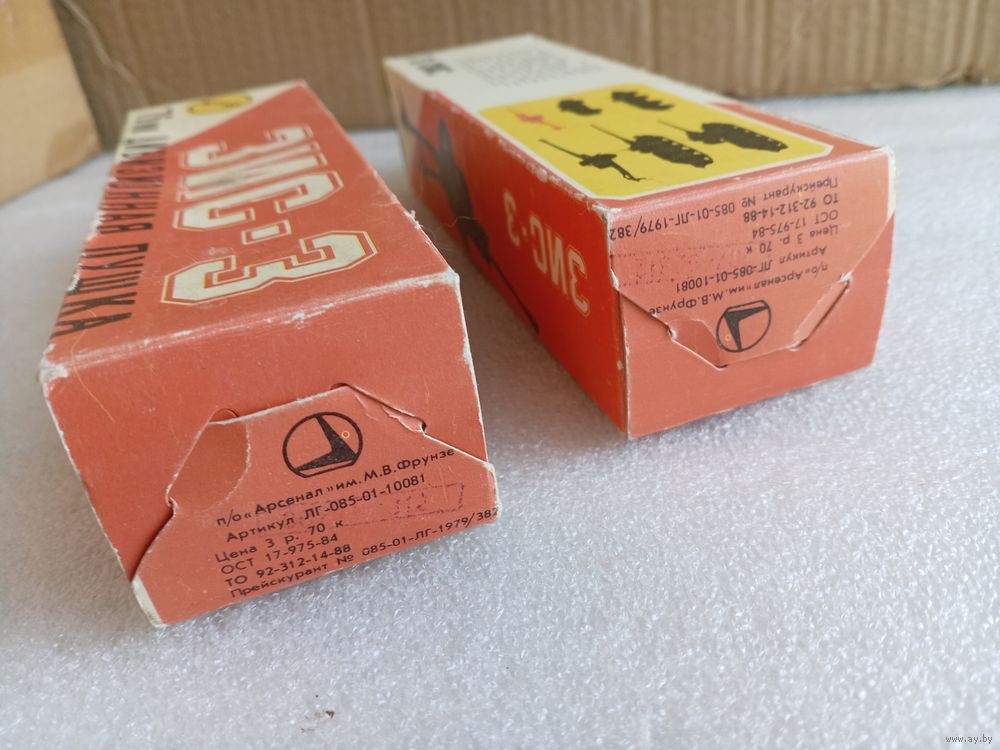 ЗИС-3
ПУШКА
п/о «Арсенал» им. М.В.Фрунзе
Артикул ЛГ-085-01-10081
Цена 3 р. 70 к
ОСТ 17-975-84
ТО 92-312-14-88
Прейскурант № 085-01-ЛГ-1979/382
ЗИС-3
п/о «Арсенал» им. М.В.Фрунзе
Артикул ЛГ-085-01-10081
Цена 3 р. 70 к
ОСТ 17-975-84
ТО 92-312-14-88
Прейскурант № 085-01-ЛГ-1979/382
www.ay.by